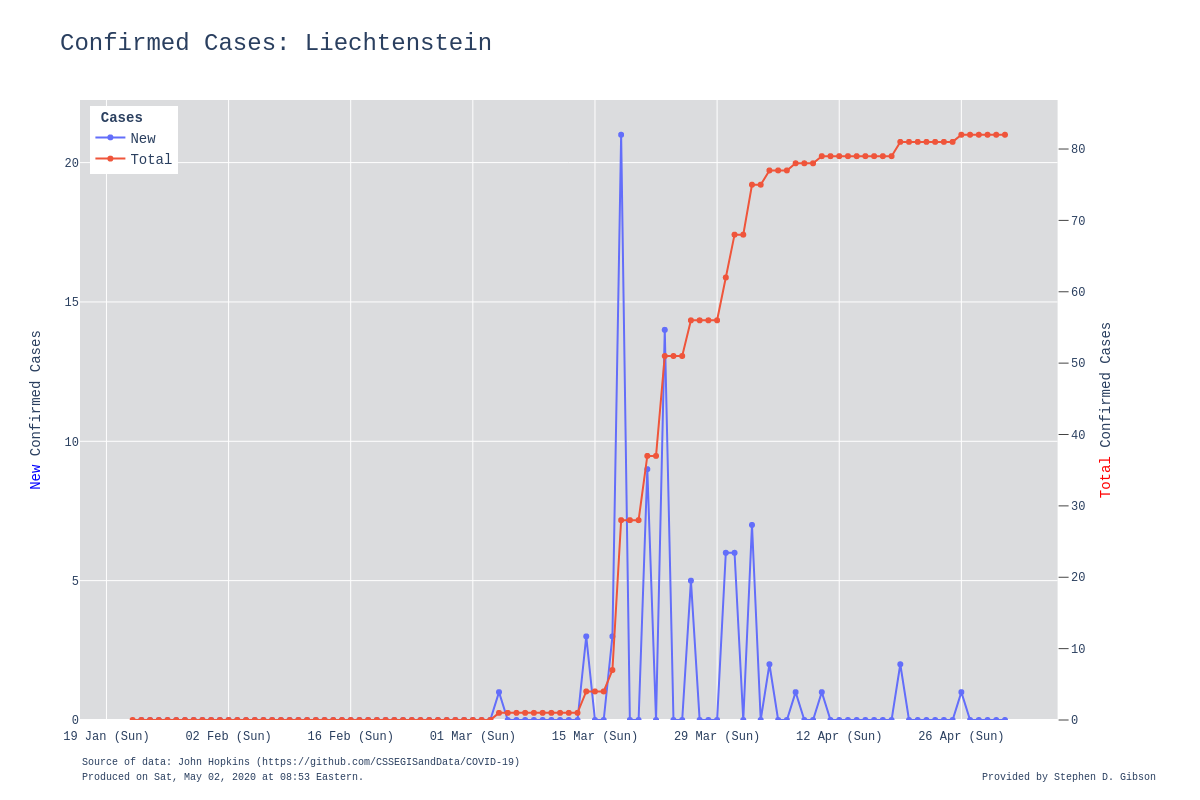 Confirmed Cases: Liechtenstein
Cases
New
Total
20
15
10
5
0
80
70
60
50
40
30
20
10
0
New Confirmed Cases
Total Confirmed Cases
19 Jan (Sun) 02 Feb (Sun) 16 Feb (Sun) 01 Mar (Sun) 15 Mar (Sun) 29 Mar (Sun) 12 Apr (Sun) 26 Apr (Sun)
Source of data: John Hopkins (https://github.com/CSSEGISandData/COVID-19)
Produced on Sat, May 02, 2020 at 08:53 Eastern.
Provided by Stephen D. Gibson